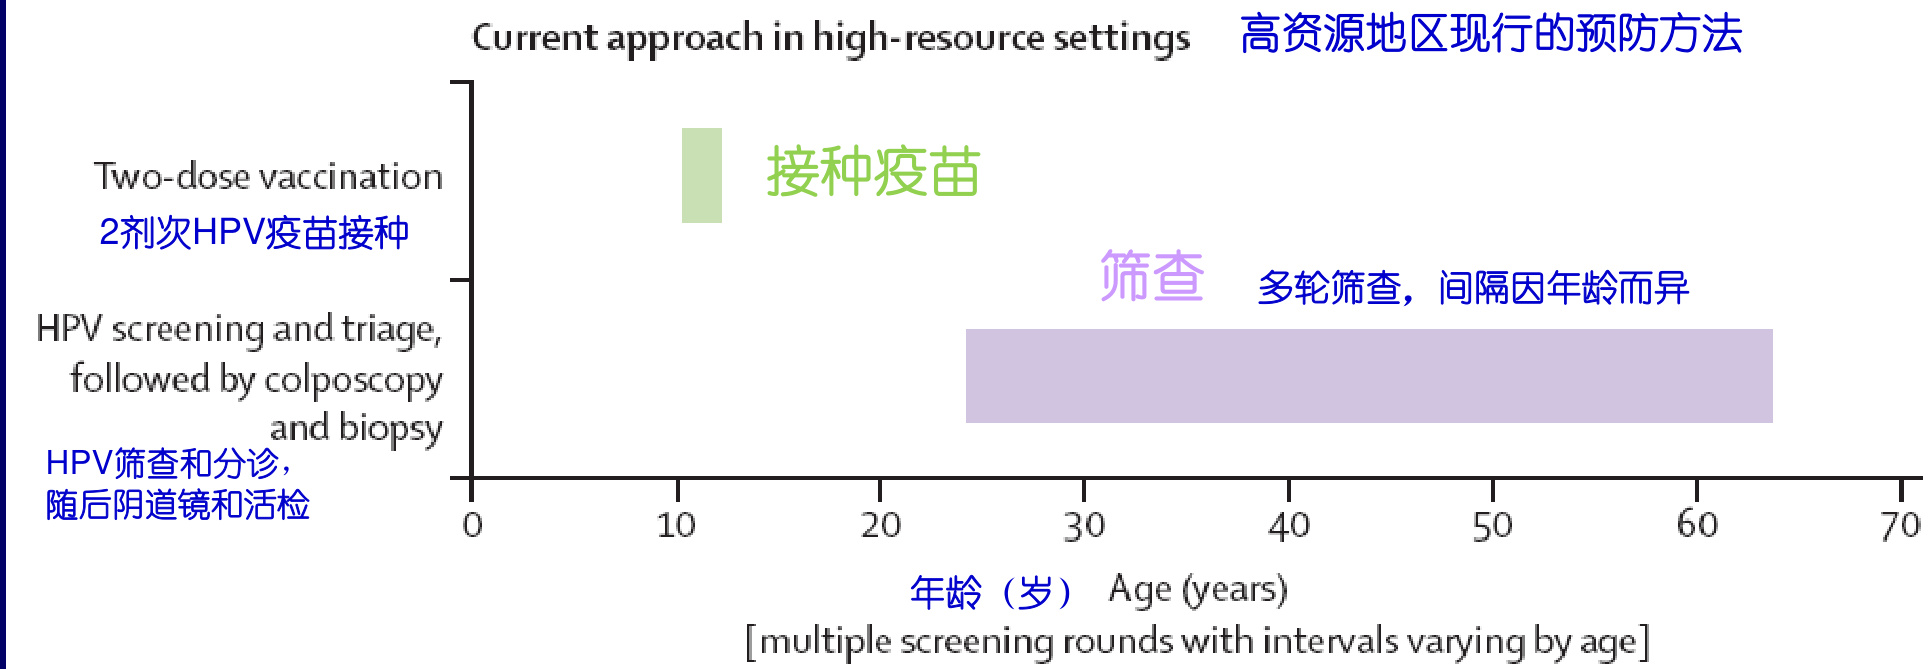 Current approach in high-resource settings 高资源地区现行的预防方法
Two-dose vaccination
2剂次HPV疫苗接种
接种疫苗
筛查
多轮筛查，间隔因年龄而异
HPV screening and triage,
followed by colposcopy
and biopsy
HPV筛查和分诊，
随后阴道镜和活检
0 10 20 30 40 50 60 70
年龄（岁） Age (years)
[multiple screening rounds with intervals varying by age]